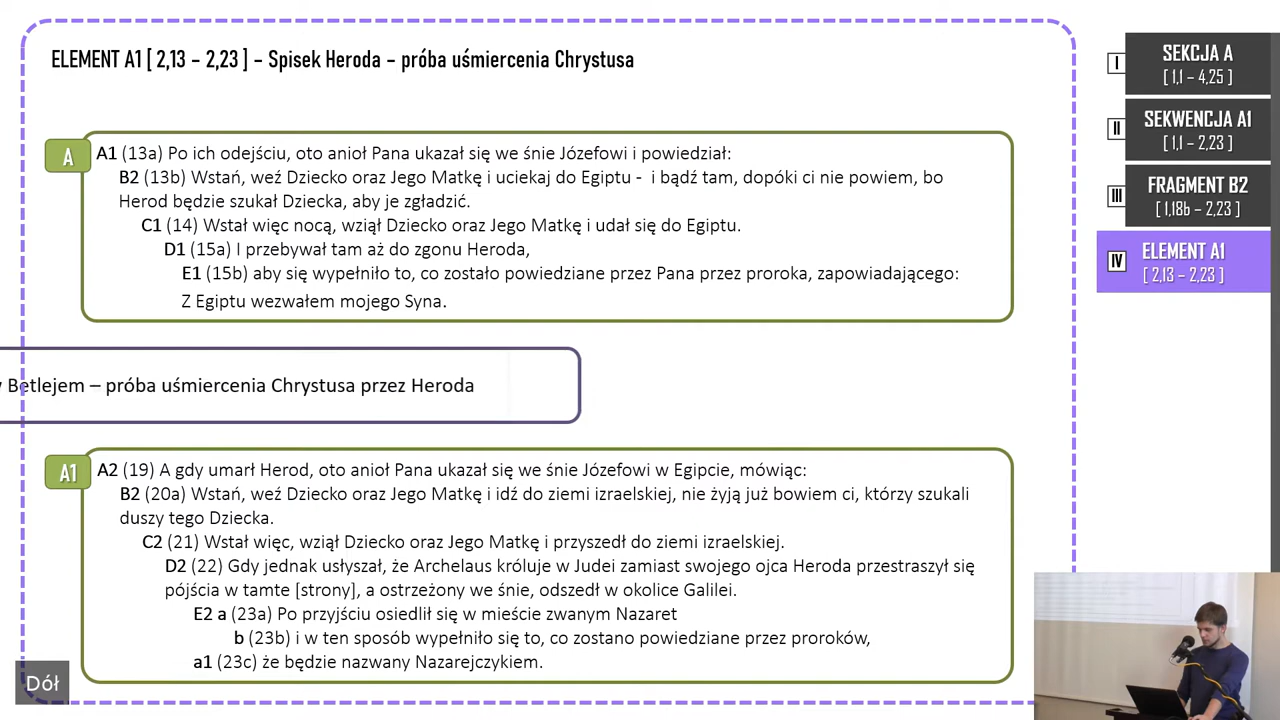 ELEMENT A1 [ 2,13 – 2,23 ] – Spisek Heroda – próba uśmiercenia Chrystusa
A
A1 (13a) Po ich odejściu, oto anioł Pana ukazał się we śnie Józefowi i powiedział:
B2 (13b) Wstań, weź Dziecko oraz Jego Matkę i uciekaj do Egiptu - i bądź tam, dopóki ci nie powiem, bo
Herod będzie szukał Dziecka, aby je zgładzić.
C1 (14) Wstał więc nocą, wziął Dziecko oraz Jego Matkę i udał się do Egiptu.
D1 (15a) I przebywał tam aż do zgonu Heroda,
E1 (15b) aby się wypełniło to, co zostało powiedziane przez Pana przez proroka, zapowiadającego:
Z Egiptu wezwałem mojego Syna.
Betlejem – próba uśmiercenia Chrystusa przez Heroda
A1
A2 (19) A gdy umarł Herod, oto anioł Pana ukazał się we śnie Józefowi w Egipcie, mówiąc:
B2 (20a) Wstań, weź Dziecko oraz Jego Matkę i idź do ziemi izraelskiej, nie żyją już bowiem ci, którzy szukali
duszy tego Dziecka.
C2 (21) Wstał więc, wziął Dziecko oraz Jego Matkę i przyszedł do ziemi izraelskiej.
D2 (22) Gdy jednak usłyszał, że Archelaus króluje w Judei zamiast swojego ojca Heroda przestraszył się
pójścia w tamte [strony], a ostrzeżony we śnie, odszedł w okolice Galilei.
E2 a (23a) Po przyjściu osiedlił się w mieście zwanym Nazaret
b (23b) i w ten sposób wypełniło się to, co zostano powiedziane przez proroków,
a1 (23c) że będzie nazwany Nazarejczykiem.
Dół
I
SEKCJA A
[ 1,1 – 4,25 ]
II
SEKWENCJA A1
[ 1,1 – 2,23 ]
III
FRAGMENT B2
[ 1,18b – 2,23 ]
IV
ELEMENT A1
[ 2,13 – 2,23 ]